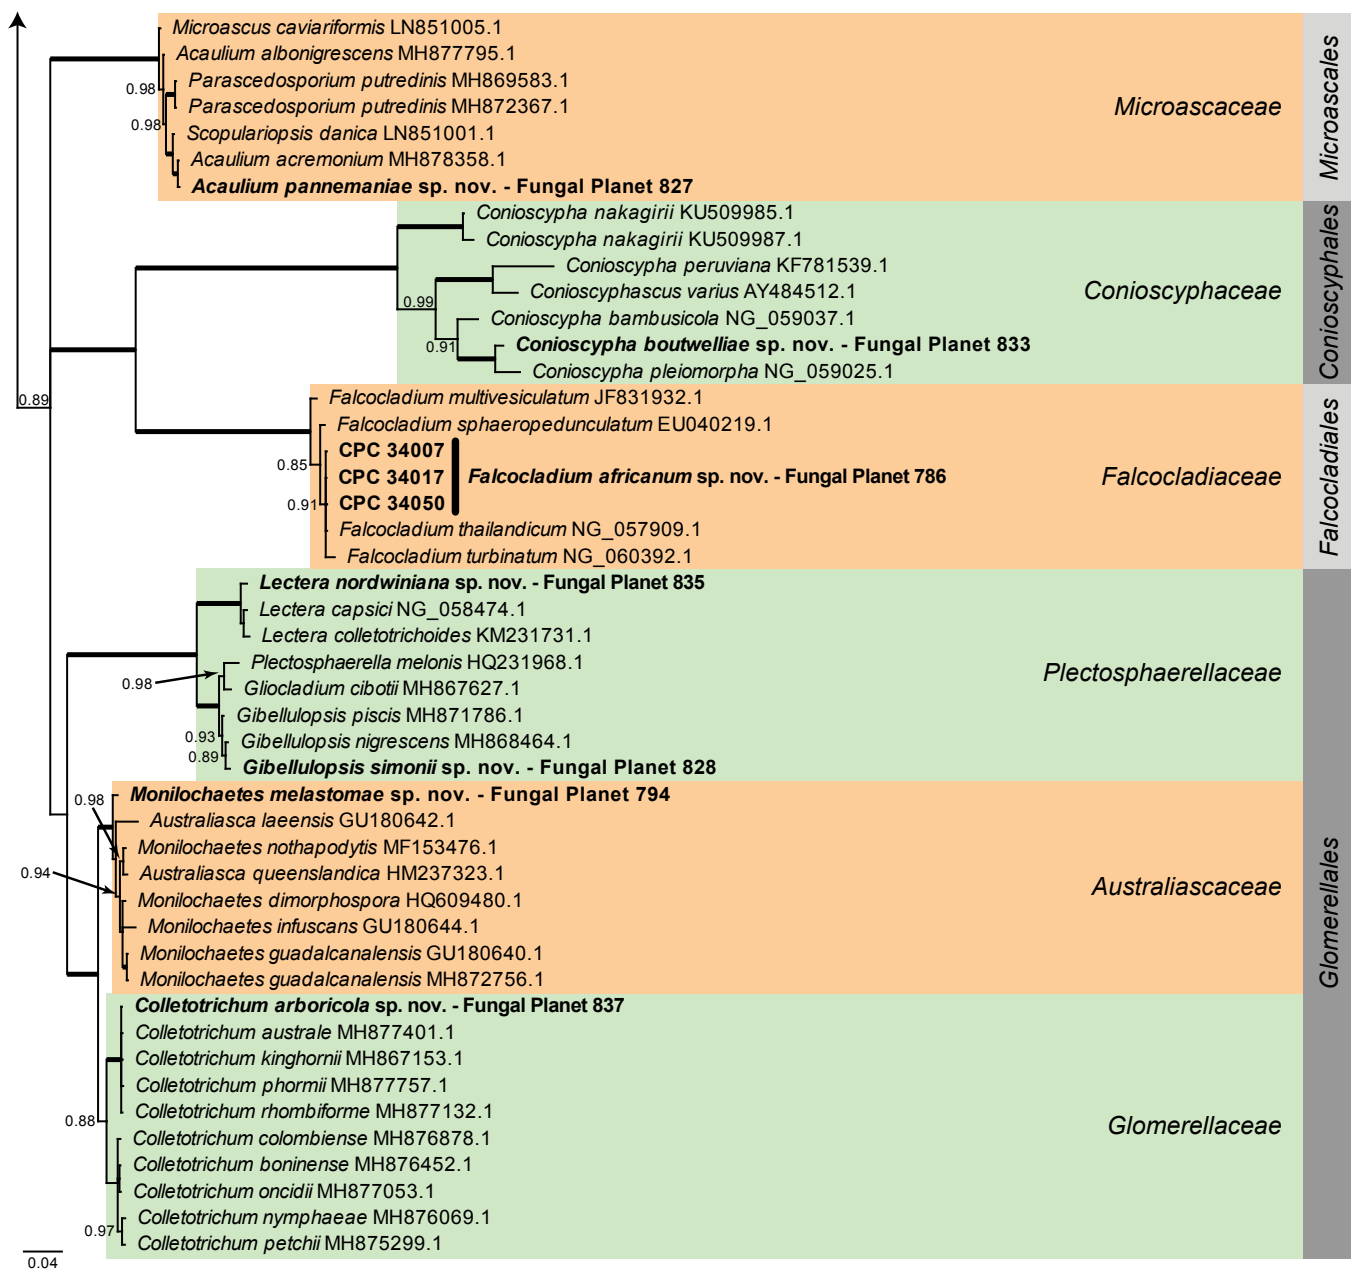 Microascus caviariformis LN851005.1
Acaulium albonigrescens MH877795.1
Parascedosporium putredinis MH869583.1
0.98
Parascedosporium putredinis MH872367.1
Microascaceae
Microascales
0.98
Scopulariopsis danica LN851001.1
Acaulium acremonium MH878358.1
Acaulium pannemaniae sp. nov. - Fungal Planet 827
Conioscypha nakagirii KU509985.1
Conioscypha nakagirii KU509987.1
Conioscypha peruviana KF781539.1
Conioscyphascus varius AY484512.1
Conioscyphaceae
Conioscyphales
0.99
Conioscypha bambusicola NG_059037.1
0.91
Conioscypha boutwelliae sp. nov. - Fungal Planet 833
Conioscypha pleiomorpha NG_059025.1
0.89
Falcocladium multivesiculatum JF831932.1
Falcocladium sphaeropedunculatum EU040219.1
CPC 34007
0.85
CPC 34017
Falcocladium africanum sp. nov. - Fungal Planet 786
Falcocladiaceae
Falcocladiales
0.91
CPC 34050
Falcocladium thailandicum NG_057909.1
Falcocladium turbinatum NG_060392.1
Lectera nordwiniana sp. nov. - Fungal Planet 835
Lectera capsici NG_058474.1
Lectera colletotrichoides KM231731.1
Plectosphaerella melonis HQ231968.1
Plectosphaerellaceae
0.98
Gliocladium cibotii MH867627.1
Gibellulopsis piscis MH871786.1
0.93
Gibellulopsis nigrescens MH868464.1
0.89
Gibellulopsis simonii sp. nov. - Fungal Planet 828
Monilochaetes melastomae sp. nov. - Fungal Planet 794
0.98
Australiasca laeensis GU180642.1
Monilochaetes nothapodytis MF153476.1
0.94
Australiasca queenslandica HM237323.1
Australiascaceae
Glomerellales
Monilochaetes dimorphospora HQ609480.1
Monilochaetes infuscans GU180644.1
Monilochaetes guadalcanalensis GU180640.1
Monilochaetes guadalcanalensis MH872756.1
Colletotrichum arboricola sp. nov. - Fungal Planet 837
Colletotrichum australe MH877401.1
Colletotrichum kinghornii MH867153.1
Colletotrichum phormii MH877757.1
Colletotrichum rhombiforme MH877132.1
0.88
Glomerellaceae
Colletotrichum colombiense MH876878.1
Colletotrichum boninense MH876452.1
Colletotrichum oncidii MH877053.1
Colletotrichum nymphaeae MH876069.1
0.97
Colletotrichum petchii MH875299.1
0.04